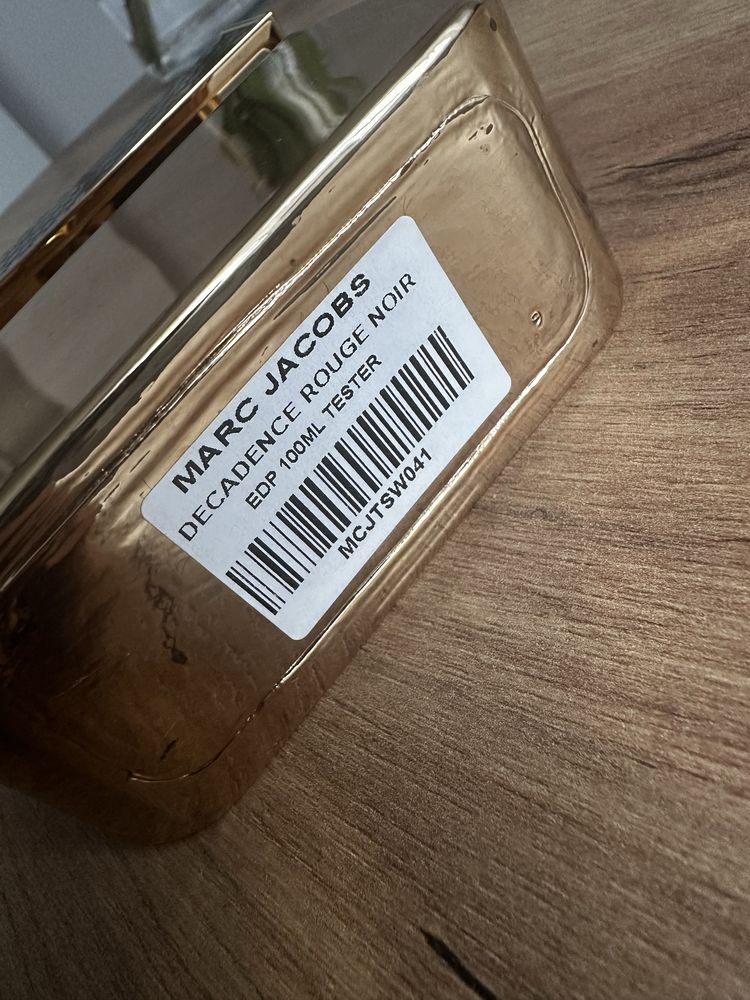 MARC JACOBS
DECADENCE ROUGE NOIR
EDP 100ML TESTER
MCJTSW041